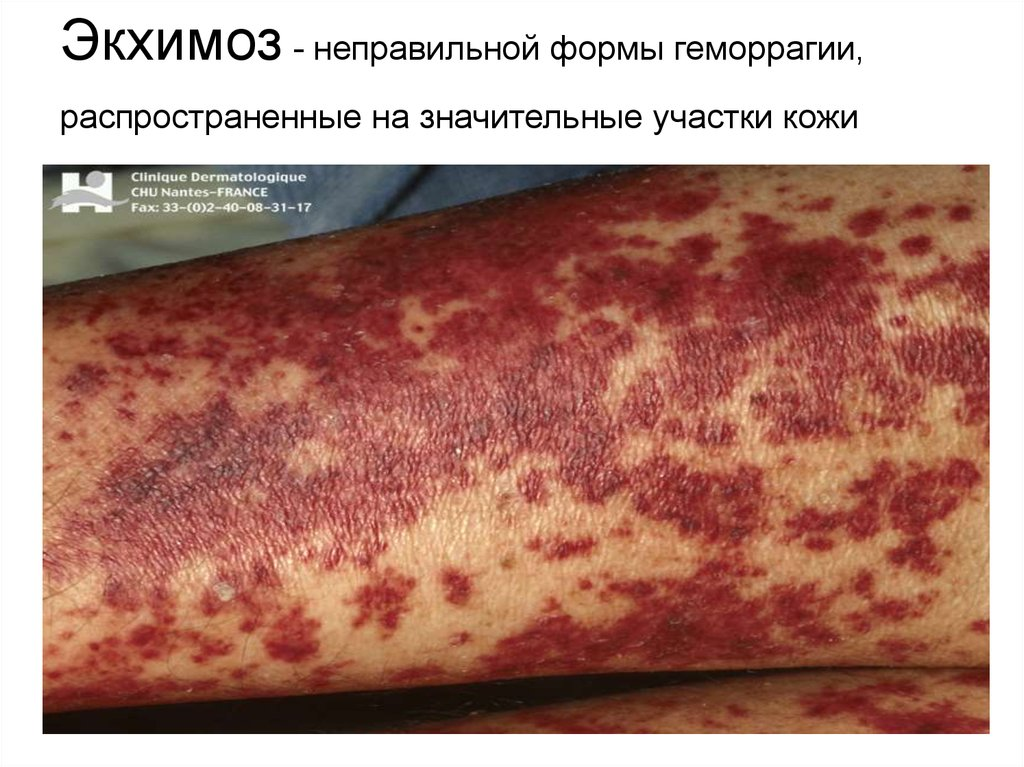 Экхимоз - неправильной формы геморрагии,
распространенные на значительные участки кожи
Clinique Dermatologique
CHU Nantes-FRANCE
Fax: 33-(0)2-40-08-31-17